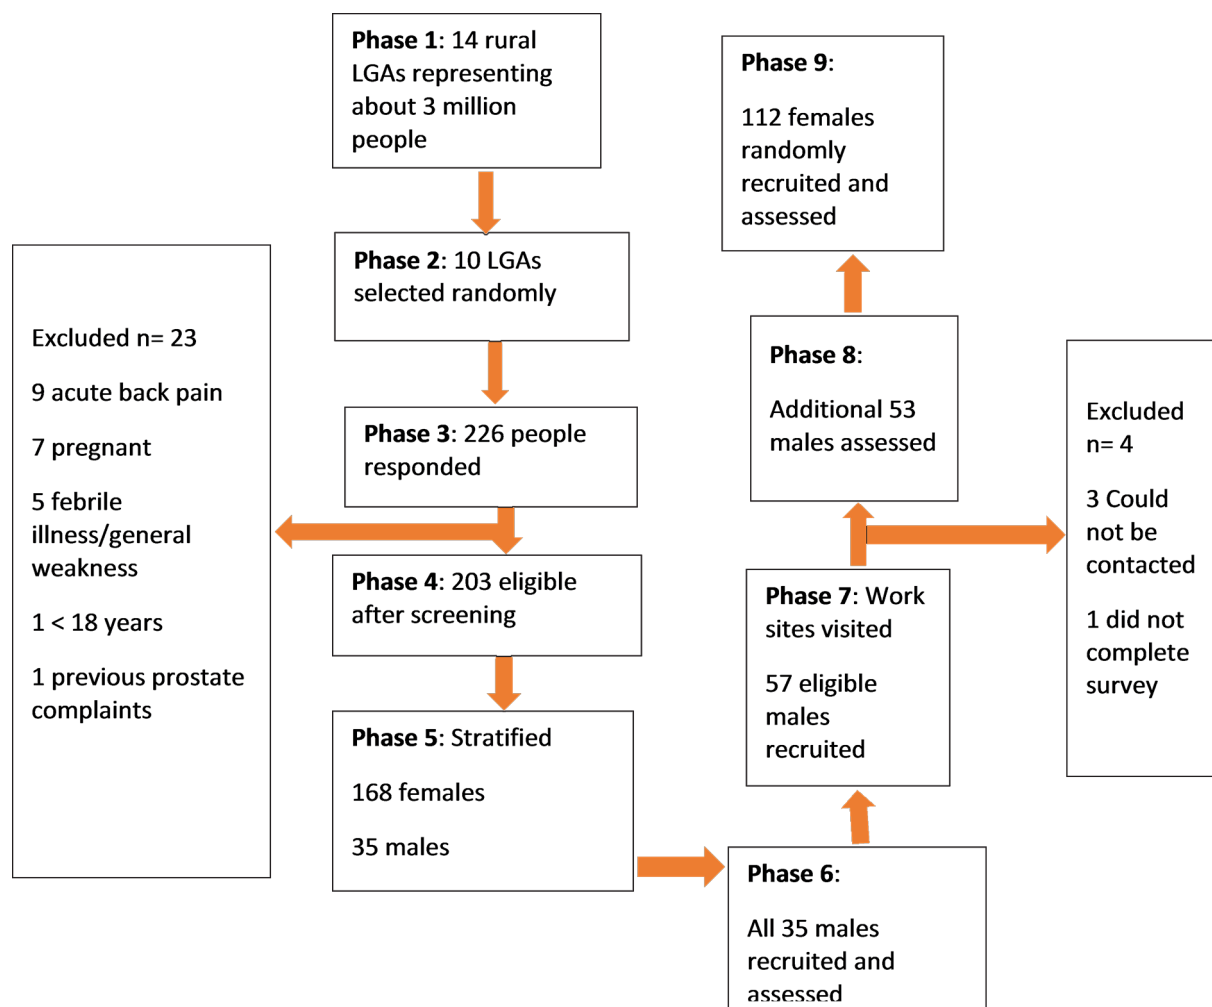 Phase 1: 14 rural
LGAs representing
about 3 million
people
Phase 2: 10 LGAs
selected randomly
Phase 3: 226 people
responded
Excluded n= 23
9 acute back pain
7 pregnant
5 febrile
illness/general
weakness
1 < 18 years
1 previous prostate
complaints
Phase 4: 203 eligible
after screening
Phase 5: Stratified
168 females
35 males
Phase 6:
All 35 males
recruited and
assessed
Phase 7: Work
sites visited
57 eligible
males
recruited
Excluded
n= 4
3 Could
not be
contacted
1 did not
complete
survey
Phase 8:
Additional 53
males assessed
Phase 9:
112 females
randomly
recruited and
assessed